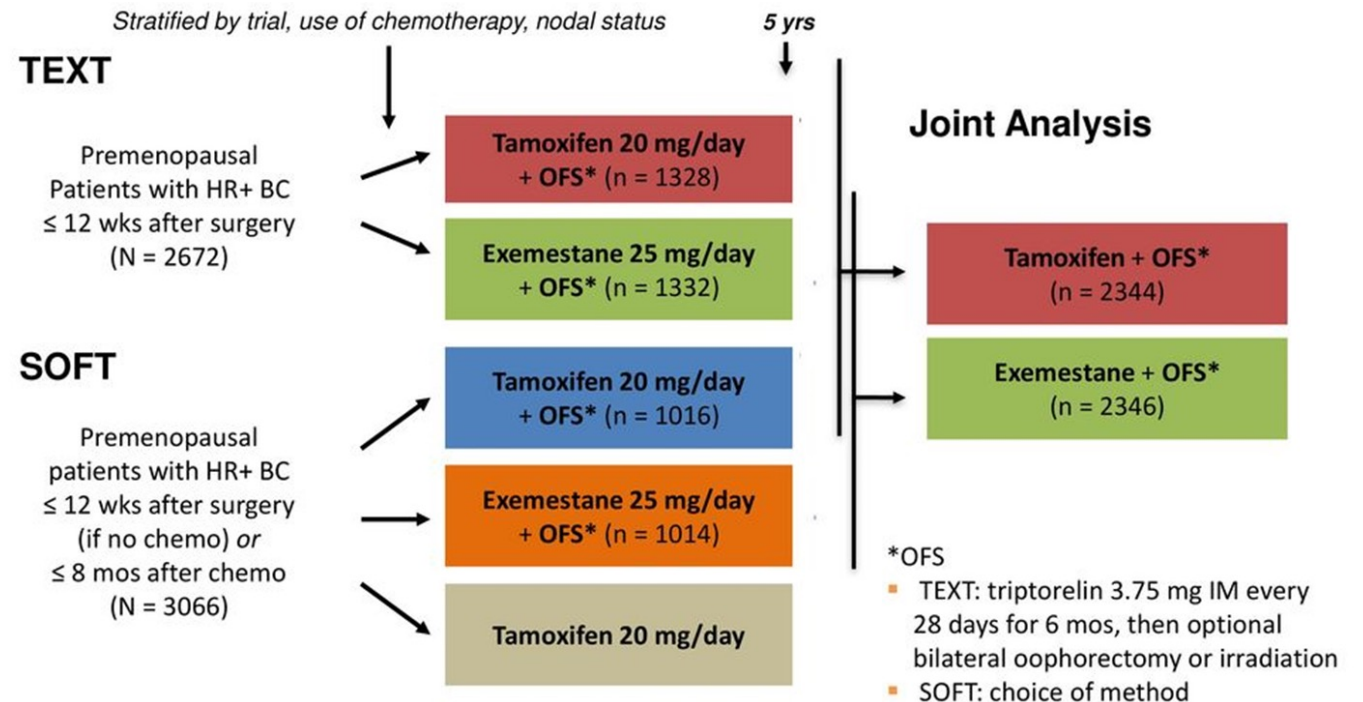 Stratified by trial, use of chemotherapy, nodal status
5 yrs
TEXT
Premenopausal
Patients with HR+ BC
≤ 12 wks after surgery
(N = 2672)
Tamoxifen 20 mg/day
+ OFS* (n = 1328)
Exemestane 25 mg/day
+ OFS* (n = 1332)
SOFT
Premenopausal
patients with HR+ BC
≤ 12 wks after surgery
(if no chemo) or
≤ 8 mos after chemo
(N = 3066)
Tamoxifen 20 mg/day
+ OFS* (n = 1016)
Exemestane 25 mg/day
+ OFS* (n = 1014)
Tamoxifen 20 mg/day
Joint Analysis
Tamoxifen + OFS*
(n = 2344)
Exemestane + OFS*
(n = 2346)
*OFS
▪ TEXT: triptorelin 3.75 mg IM every
28 days for 6 mos, then optional
bilateral oophorectomy or irradiation
▪ SOFT: choice of method